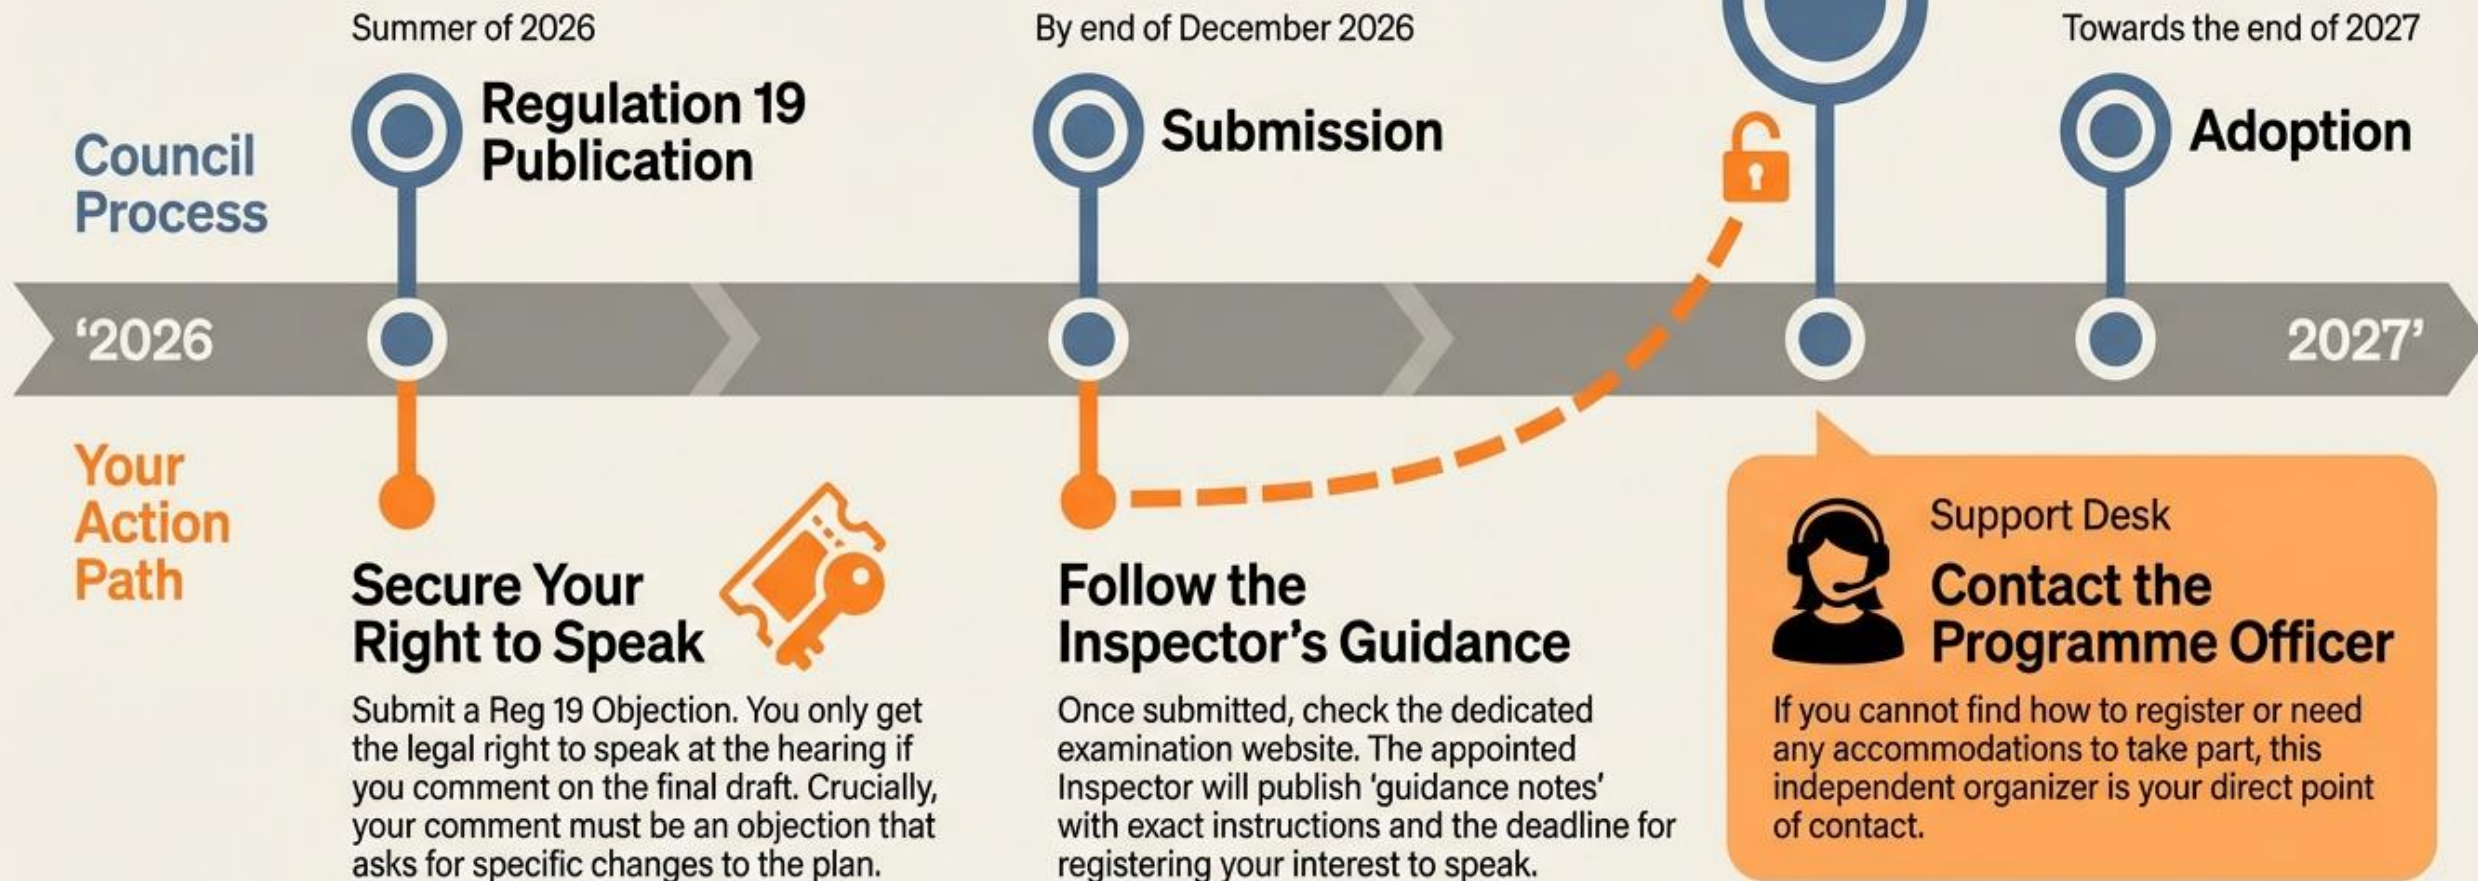 Summer of 2026
By end of December 2026
Towards the end of 2027
Council
Process
Regulation 19
Publication
Submission
Adoption
‘2026
2027’
Your
Action
Path
Secure Your
Right to Speak
Submit a Reg 19 Objection. You only get
the legal right to speak at the hearing if
you comment on the final draft. Crucially,
your comment must be an objection that
asks for specific changes to the plan.
Follow the
Inspector’s Guidance
Once submitted, check the dedicated
examination website. The appointed
Inspector will publish ‘guidance notes’
with exact instructions and the deadline for
registering your interest to speak.
Support Desk
Contact the
Programme Officer
If you cannot find how to register or need
any accommodations to take part, this
independent organizer is your direct point
of contact.